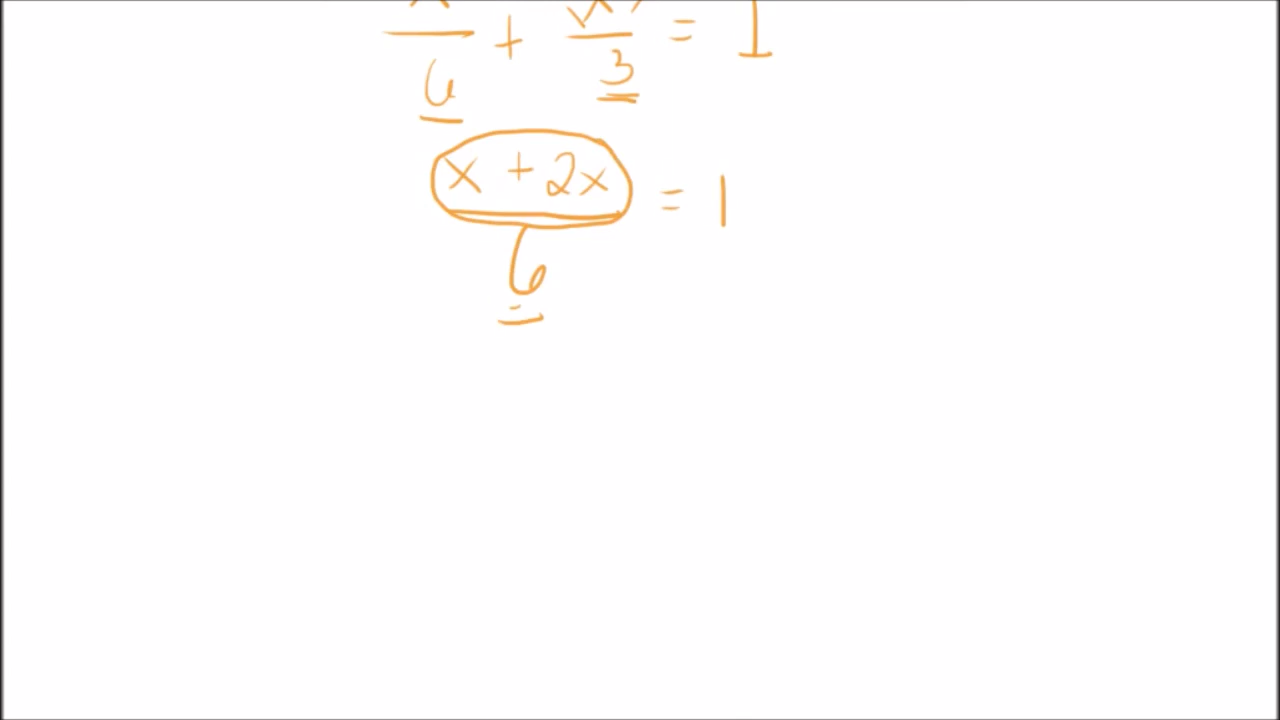 /6 + /3 = 1
x + 2x = 1
6